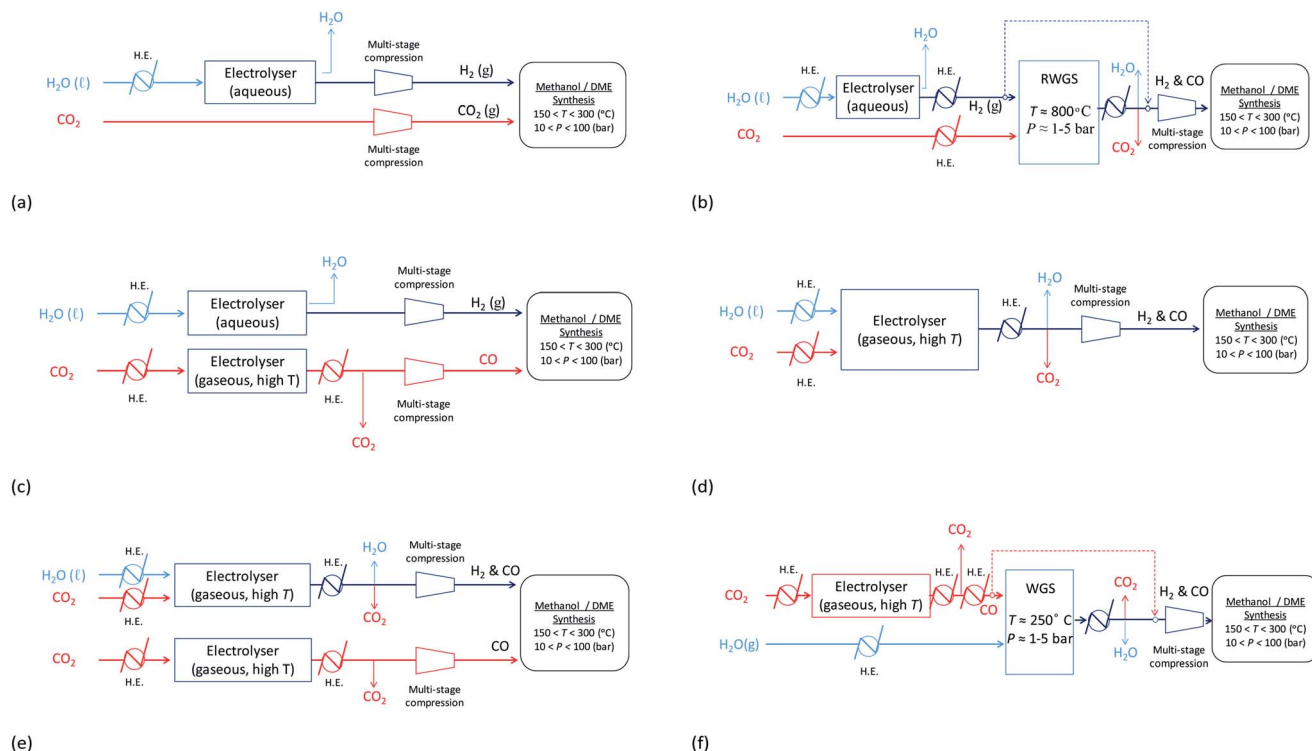 H₂O
H.E.
Multi-stage
compression
H₂O (ℓ)
Electrolyser
(aqueous)
H₂ (g)
CO₂ (g)
CO₂
Multi-stage
compression
Methanol / DME
Synthesis
150 < T < 300 (°C)
10 < P < 100 (bar)
(a)
H₂O
H.E.
H.E.
H₂O (ℓ)
Electrolyser
(aqueous)
H₂ (g)
CO₂
H.E.
RWGS
T ≈ 800°C
P ≈ 1-5 bar
H₂O
H₂ & CO
CO₂
Multi-stage
compression
Methanol / DME
Synthesis
150 < T < 300 (°C)
10 < P < 100 (bar)
(b)
H₂O
H.E.
Multi-stage
compression
H₂O (ℓ)
Electrolyser
(aqueous)
H₂ (g)
CO₂
H.E.
Electrolyser
(gaseous, high T)
H.E.
CO
CO₂
Multi-stage
compression
Methanol / DME
Synthesis
150 < T < 300 (°C)
10 < P < 100 (bar)
(c)
H.E.
H₂O (ℓ)
CO₂
H.E.
Electrolyser
(gaseous, high T)
H.E.
H₂O
CO₂
Multi-stage
compression
H₂ & CO
Methanol / DME
Synthesis
150 < T < 300 (°C)
10 < P < 100 (bar)
(d)
H.E.
H₂O (ℓ)
CO₂
H.E.
Electrolyser
(gaseous, high T)
H.E.
H₂O
CO₂
Multi-stage
compression
H₂ & CO
CO₂
H.E.
Electrolyser
(gaseous, high T)
H.E.
CO₂
Multi-stage
compression
CO
Methanol / DME
Synthesis
150 < T < 300 (°C)
10 < P < 100 (bar)
(e)
CO₂
H.E.
CO₂
Electrolyser
(gaseous, high T)
H.E.
H.E.
CO
H₂O(g)
H.E.
WGS
T ≈ 250° C
P ≈ 1-5 bar
CO₂
H₂O
H₂ & CO
Multi-stage
compression
Methanol / DME
Synthesis
150 < T < 300 (°C)
10 < P < 100 (bar)
(f)